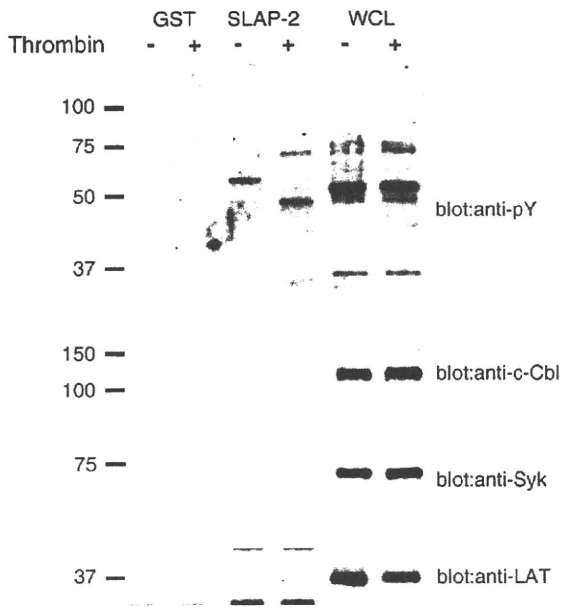 GST SLAP-2 WCL
Thrombin - + - + - +
100
75
50
blot:anti-pY
37
150
blot:anti-c-Cbl
100
75
blot:anti-Syk
37 blot:anti-LAT